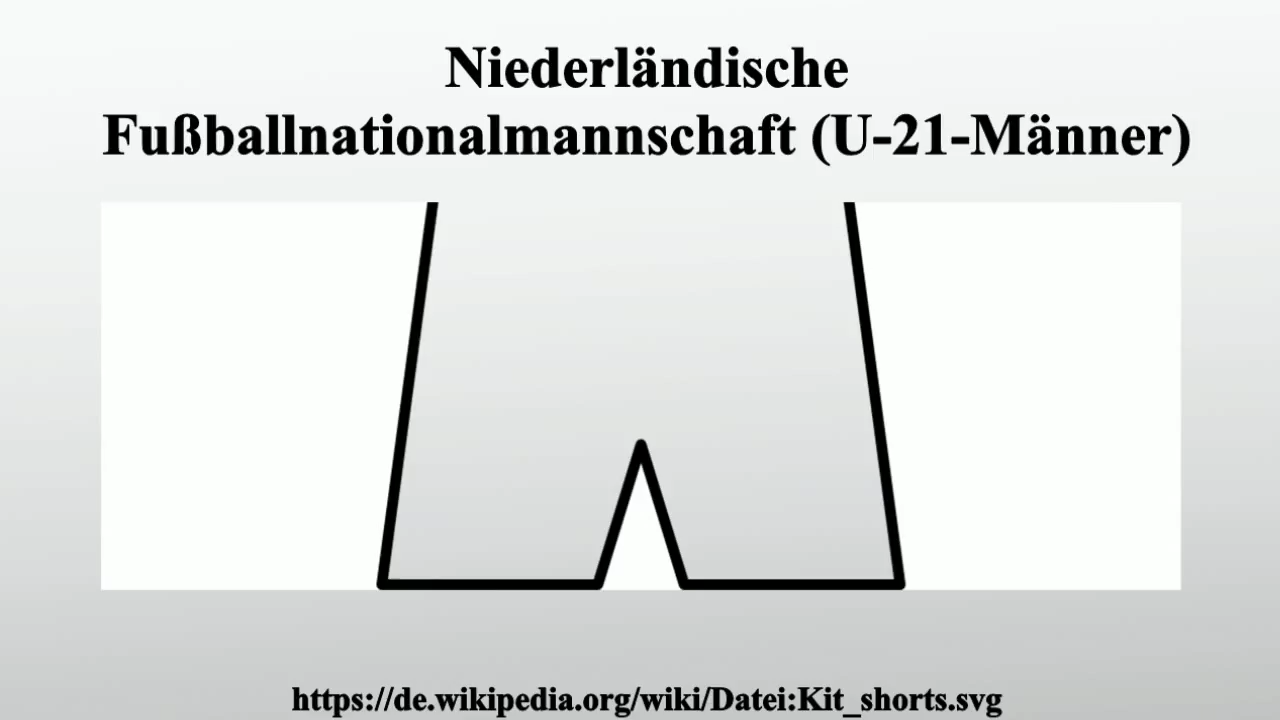 Niederländische
Fußballnationalmannschaft (U-21-Männer)
https://de.wikipedia.org/wiki/Datei:Kit_shorts.svg